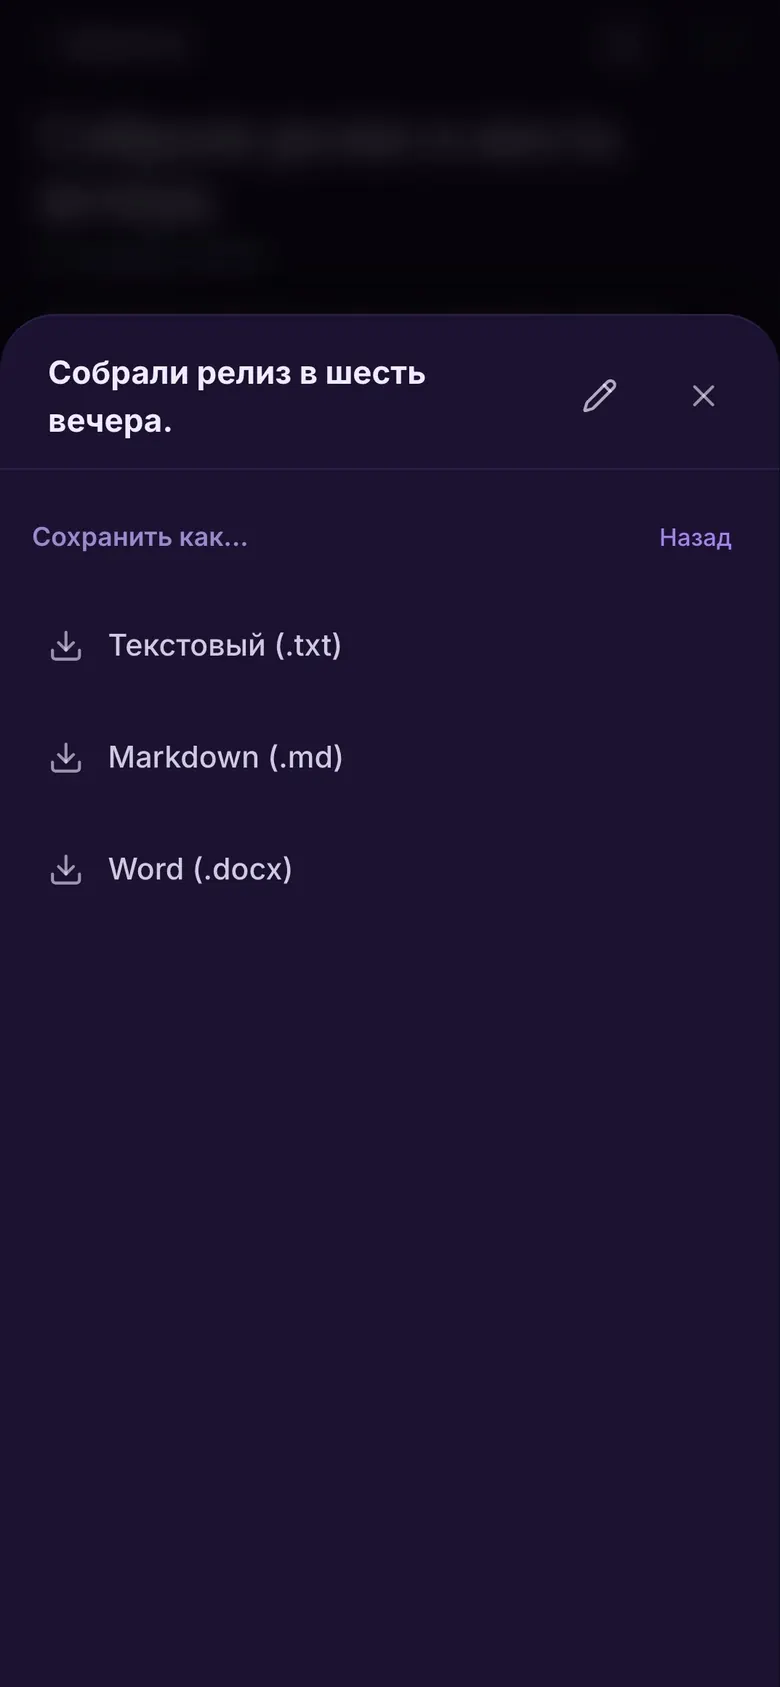 Собрали релиз в шесть
вечера.
Сохранить как...
Назад
Текстовый (.txt)
Markdown (.md)
Word (.docx)